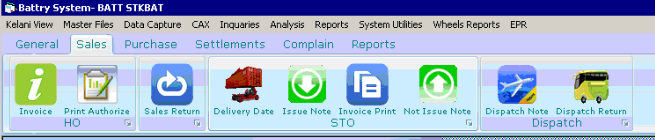 Battry System- BATT STKBAT
Kelani View Master Files Data Capture CAX Inquaries Analysis Reports System Utilities Wheels Reports EPR
General Sales Purchase Settlements Complain Reports
Invoice Print Authorize Sales Return Delivery Date Issue Note Invoice Print Not Issue Note Dispatch Note Dispatch Return
HO STO Dispatch